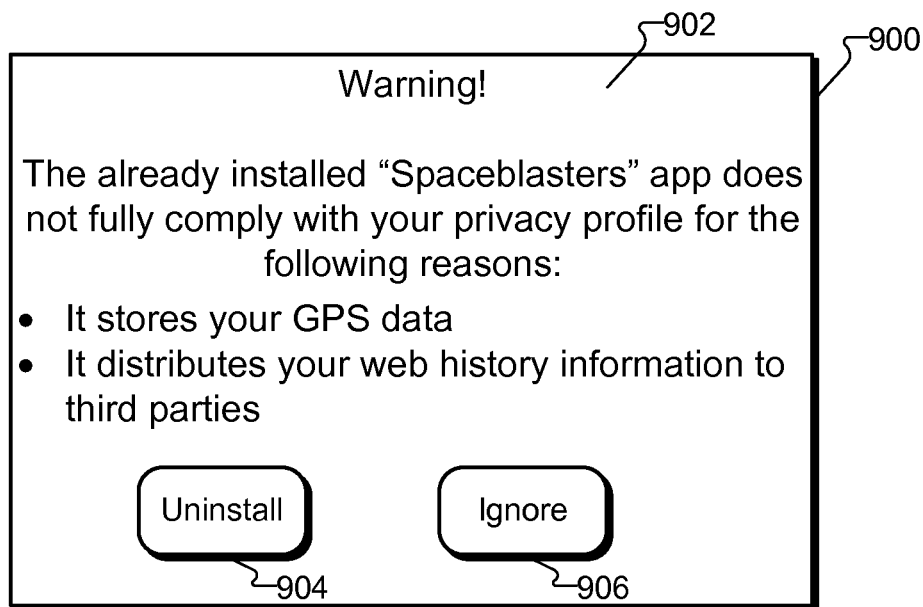 902
900
Warning!
The already installed “Spaceblasters” app does
not fully comply with your privacy profile for the
following reasons:
• It stores your GPS data
• It distributes your web history information to
third parties
Uninstall
Ignore
904
906